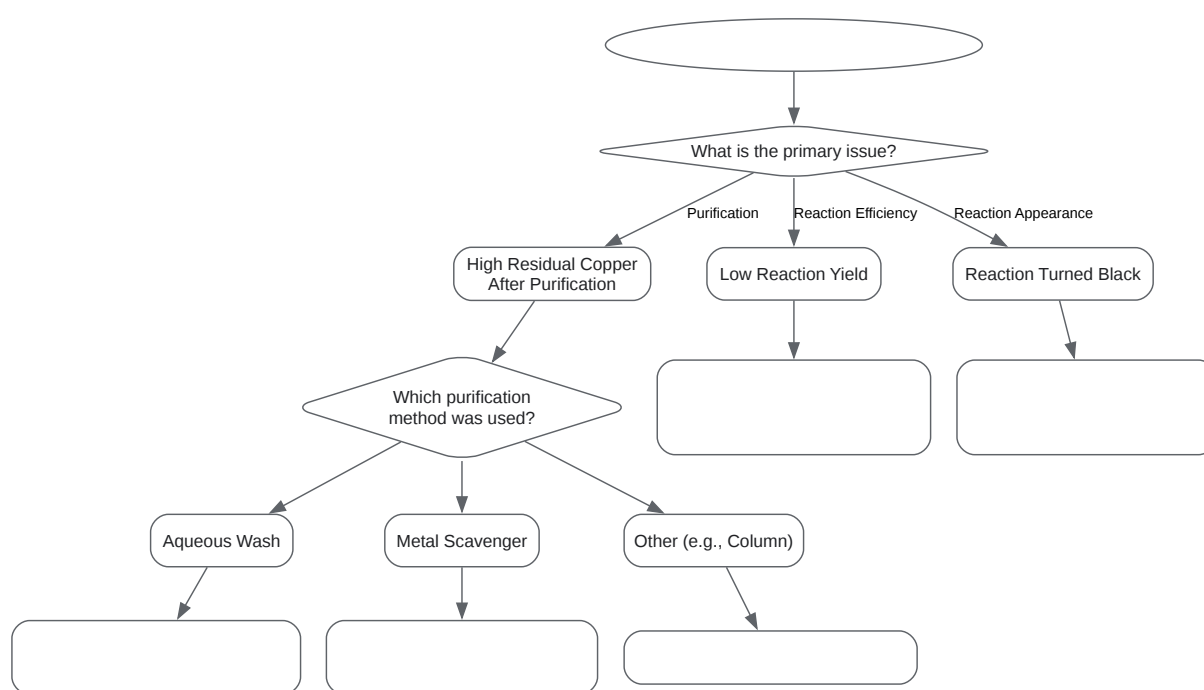 What is the primary issue?
Purification
Reaction Efficiency
Reaction Appearance
High Residual Copper
After Purification
Low Reaction Yield
Reaction Turned Black
Which purification
method was used?
Aqueous Wash
Metal Scavenger
Other (e.g., Column)